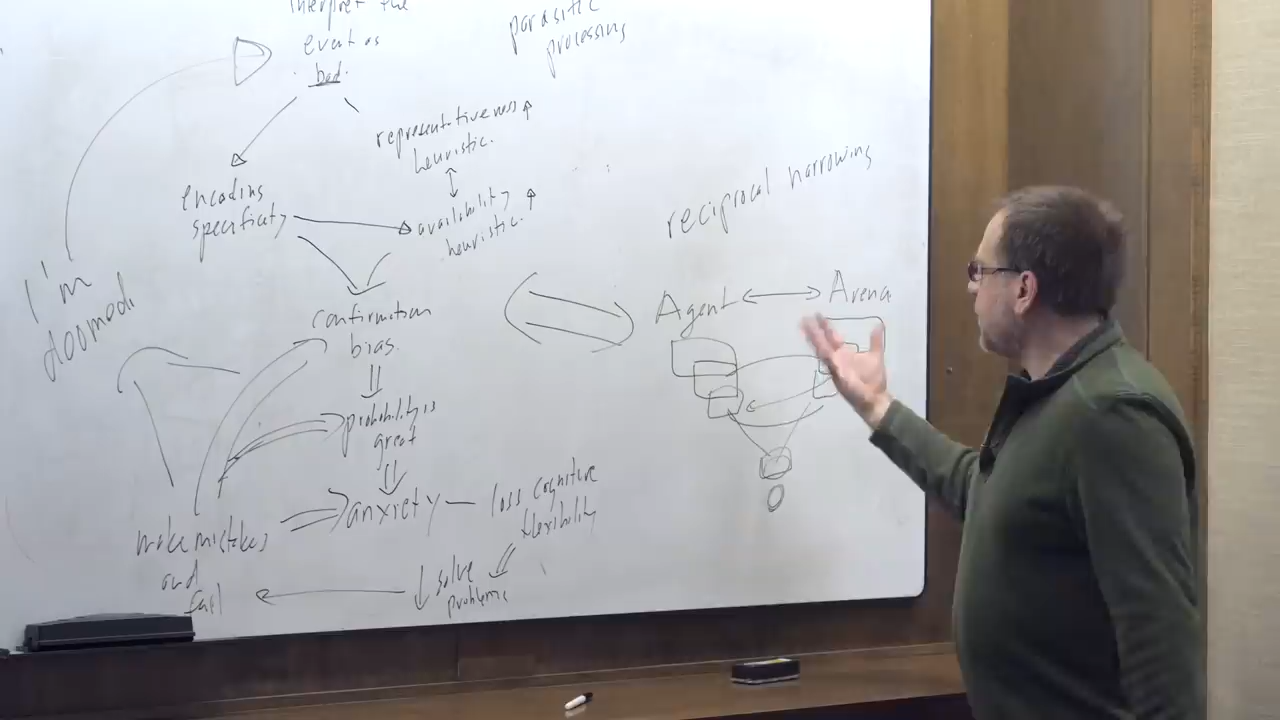 interpret the
event as
bad.
parasitic
processing
representativeness
heuristic.
encoding
specificity
availability
heuristic.
reciprocal narrowing
I'm
doomed.
Agent
Arena
confirmation
bias.
probability is
great
anxiety
loss cognitive
flexibility
make mistakes
and
fail
solve
problems